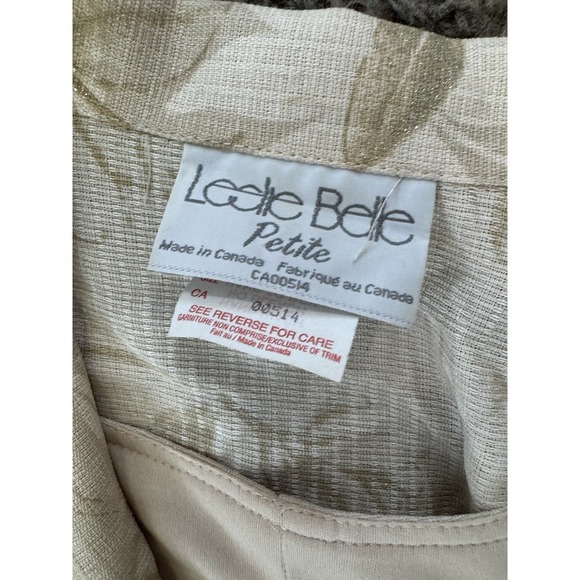 Leslie Belle
Petite
Made in Canada Fabriqué au Canada
CA00514
CA 00514
SEE REVERSE FOR CARE
GARNITURE NON COMPRISE/EXCLUSIVE OF TRIM
Fait au / Made in Canada